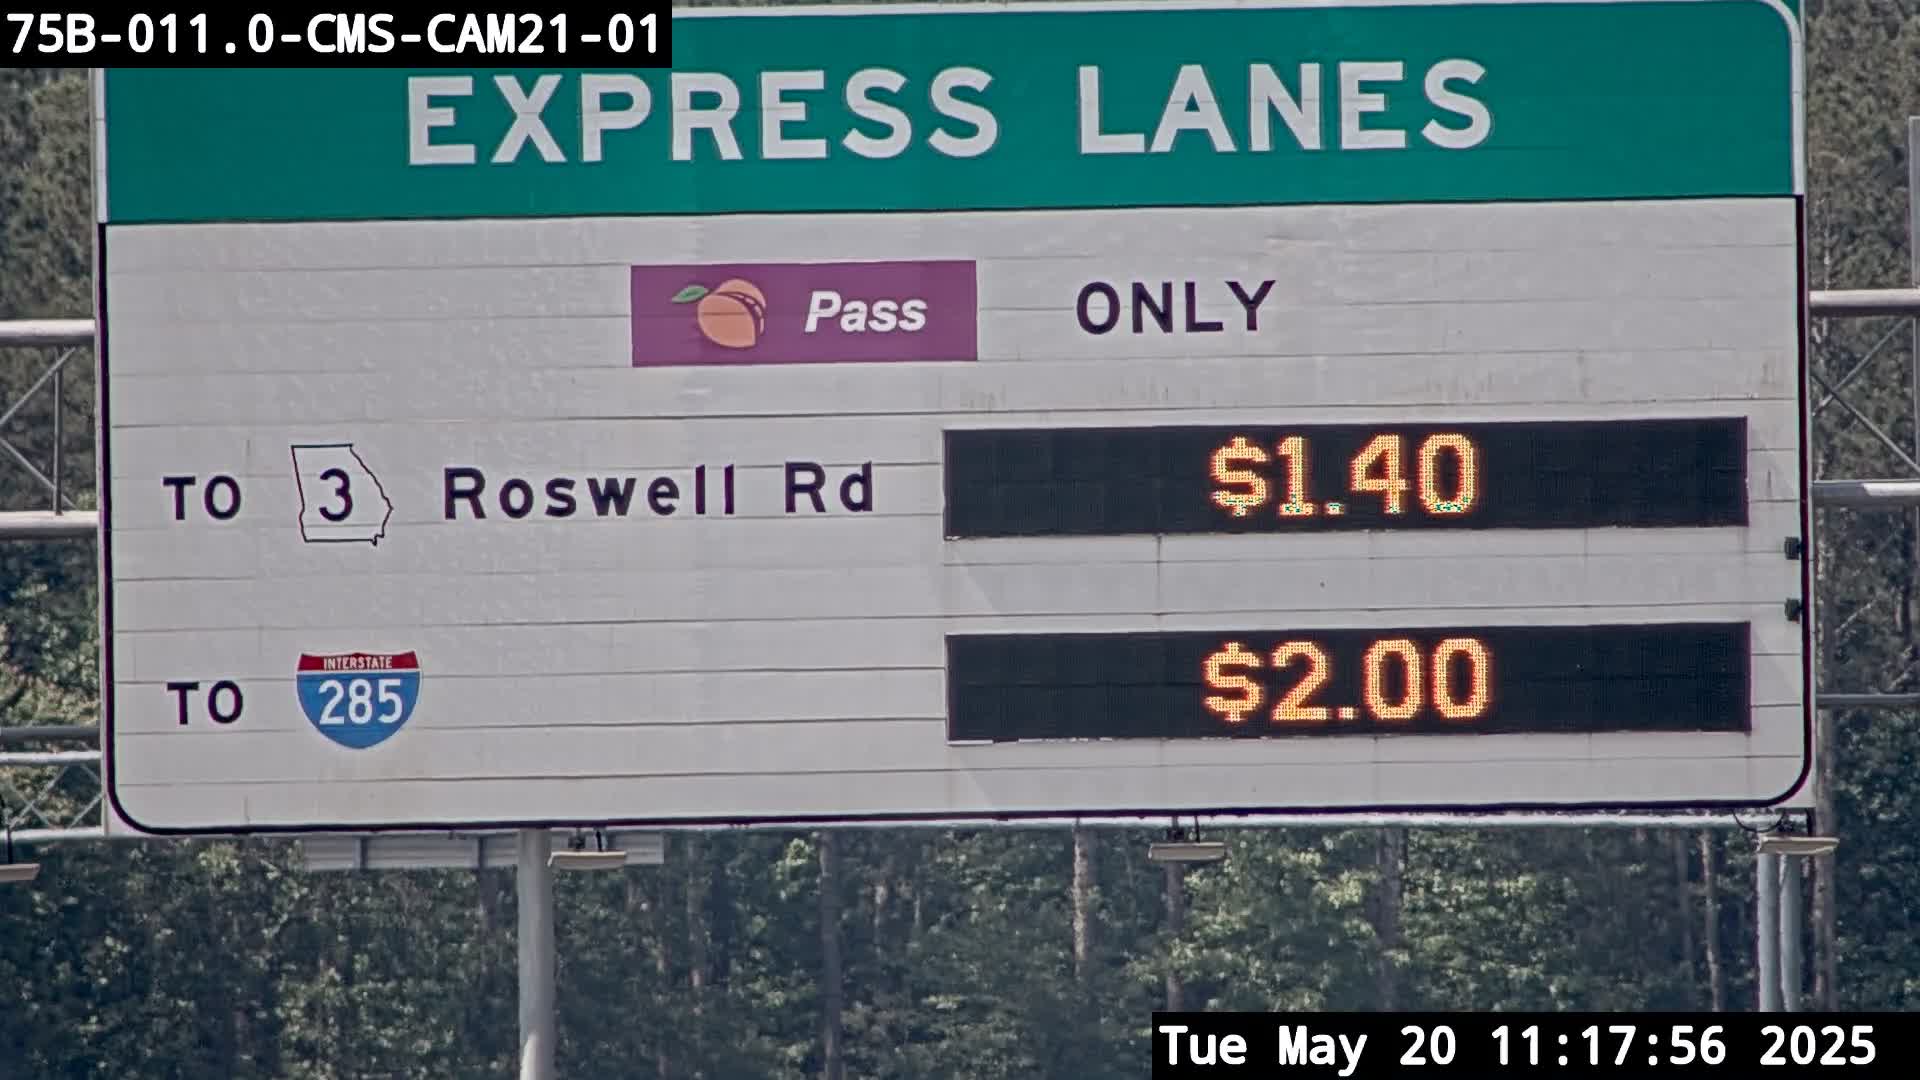 75B-011.0-CMS-CAM21-01
EXPRESS LANES
Pass ONLY
TO 3 Roswell Rd $1.40
INTERSTATE
TO 285 $2.00
Tue May 20 11:17:56 2025